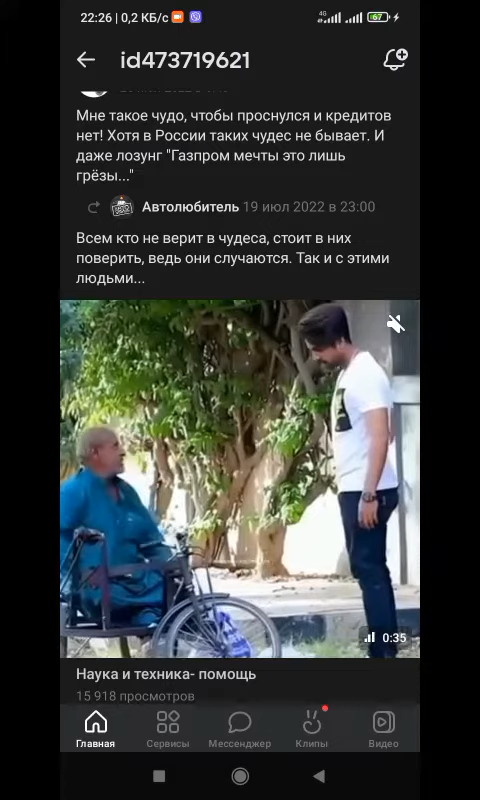 22:26 | 0,2 КБ/с
4G
67
id473719621
Мне такое чудо, чтобы проснулся и кредитов
нет! Хотя в России таких чудес не бывает. И
даже лозунг "Газпром мечты это лишь
грёзы..."
Автолюбитель 19 июл 2022 в 23:00
Всем кто не верит в чудеса, стоит в них
поверить, ведь они случаются. Так и с этими
людьми...
0:35
Наука и техника- помощь
15 918 просмотров
Главная
Сервисы
Мессенджер
Клипы
Видео